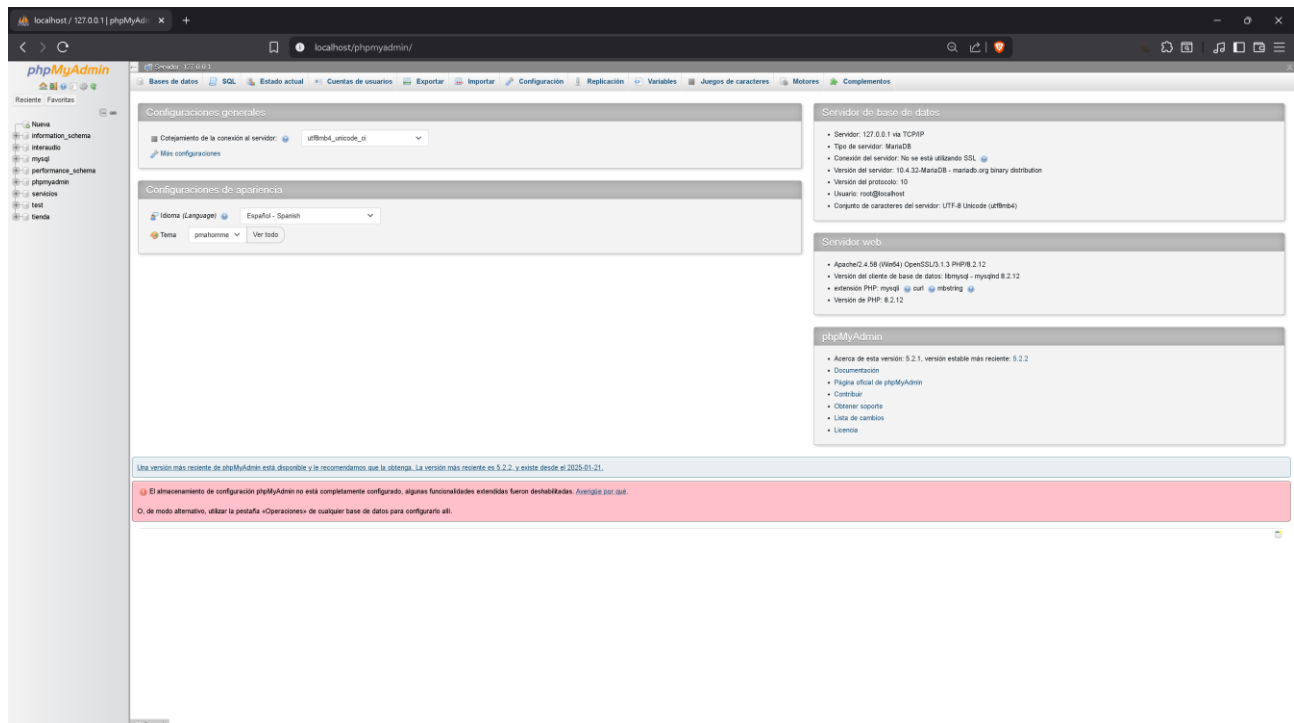 localhost / 127.0.0.1 | phpMyAdm
localhost/phpmyadmin/
phpMyAdmin
Reciente Favoritas
Nueva
information_schema
interaudio
mysql
performance_schema
phpmyadmin
servicios
test
tienda
Servidor: 127.0.0.1
Bases de datos SQL Estado actual Cuentas de usuarios Exportar Importar Configuración Replicación Variables Juegos de caracteres Motores Complementos
Configuraciones generales
Cotejamiento de la conexión al servidor: utf8mb4_unicode_ci
Más configuraciones
Configuraciones de apariencia
Idioma (Language) Español - Spanish
Tema pmahomme Ver todo
Servidor de base de datos
• Servidor: 127.0.0.1 via TCP/IP
• Tipo de servidor: MariaDB
• Conexión del servidor: No se está utilizando SSL
• Versión del servidor: 10.4.32-MariaDB - mariadb.org binary distribution
• Versión del protocolo: 10
• Usuario: root@localhost
• Conjunto de caracteres del servidor: UTF-8 Unicode (utf8mb4)
Servidor web
• Apache/2.4.58 (Win64) OpenSSL/3.1.3 PHP/8.2.12
• Versión del cliente de base de datos: libmysql - mysqlnd 8.2.12
• extensión PHP: mysqli curl mbstring
• Versión de PHP: 8.2.12
phpMyAdmin
• Acerca de esta versión: 5.2.1, versión estable más reciente: 5.2.2
• Documentación
• Página oficial de phpMyAdmin
• Contribuir
• Obtener soporte
• Lista de cambios
• Licencia
Una versión más reciente de phpMyAdmin está disponible y le recomendamos que la obtenga. La versión más reciente es 5.2.2, y existe desde el 2025-01-21.
El almacenamiento de configuración phpMyAdmin no está completamente configurado, algunas funcionalidades extendidas fueron deshabilitadas. Averigüe por qué.
O, de modo alternativo, utilizar la pestaña «Operaciones» de cualquier base de datos para configurarlo allí.